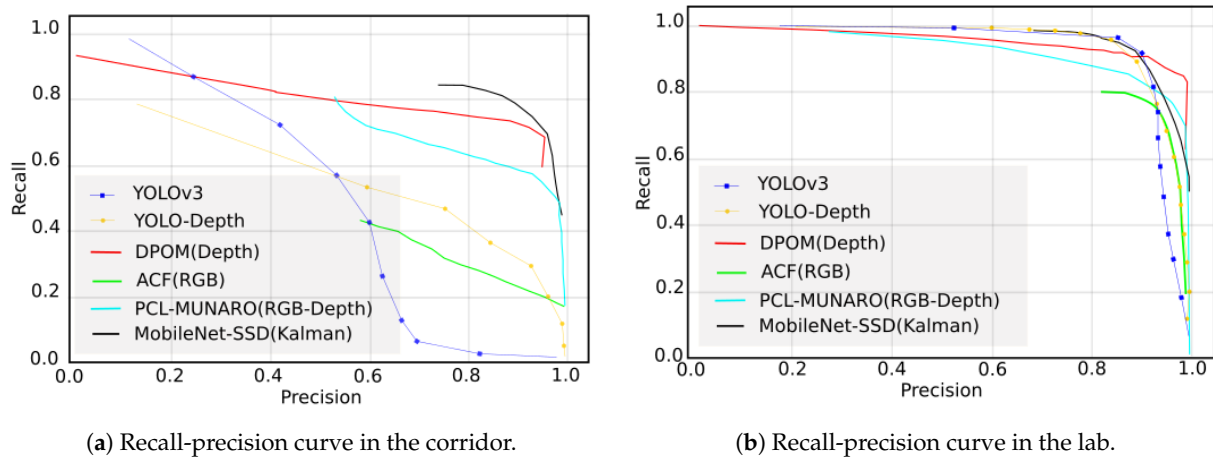 1.0
0.8
0.6
0.4
0.2
0.0
Recall
YOLOv3
YOLO-Depth
DPOM(Depth)
ACF(RGB)
PCL-MUNARO(RGB-Depth)
MobileNet-SSD(Kalman)
0.0 0.2 0.4 0.6 0.8 1.0
Precision
(a) Recall-precision curve in the corridor.
1.0
0.8
0.6
0.4
0.2
0.0
Recall
YOLOv3
YOLO-Depth
DPOM(Depth)
ACF(RGB)
PCL-MUNARO(RGB-Depth)
MobileNet-SSD(Kalman)
0.0 0.2 0.4 0.6 0.8 1.0
Precision
(b) Recall-precision curve in the lab.